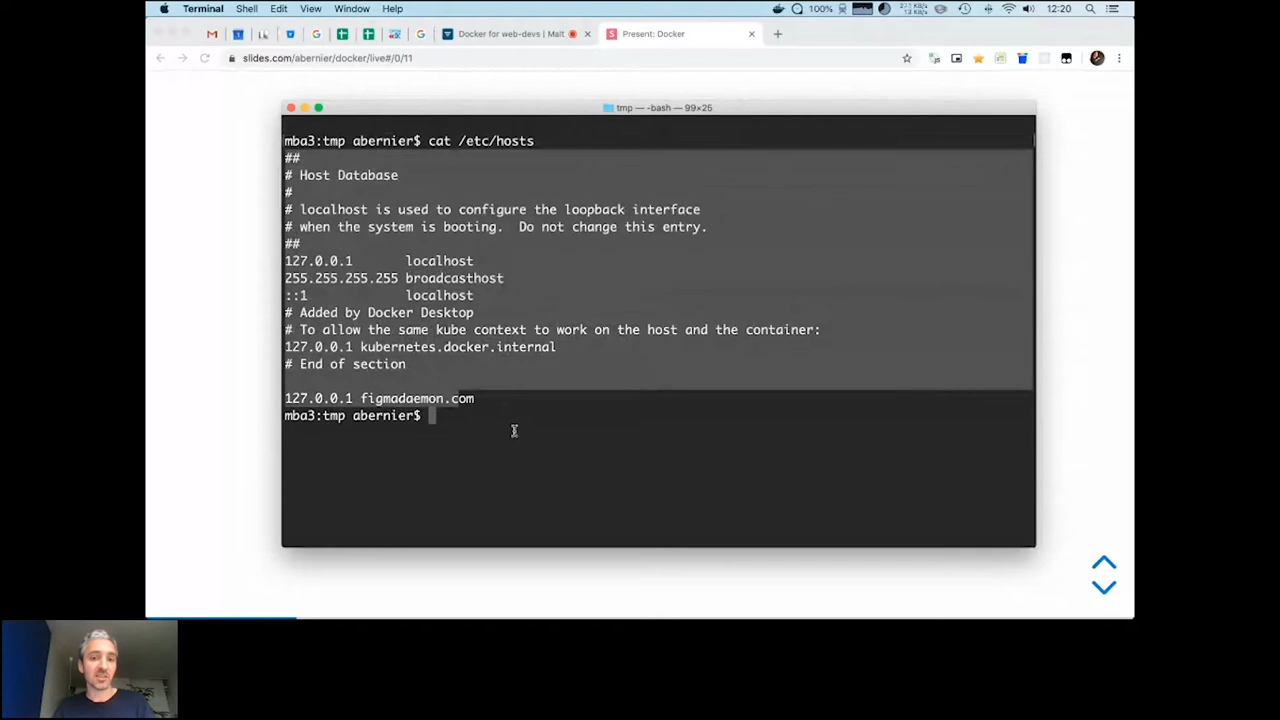 Terminal Shell Edit View Window Help 100% 12:20
Docker for web-devs | Malt Present: Docker
slides.com/abernier/docker/live#/0/11
tmp — -bash — 99×25
mba3:tmp abernier$ cat /etc/hosts
##
# Host Database
#
# localhost is used to configure the loopback interface
# when the system is booting.  Do not change this entry.
##
127.0.0.1       localhost
255.255.255.255 broadcasthost
::1             localhost
# Added by Docker Desktop
# To allow the same kube context to work on the host and the container:
127.0.0.1 kubernetes.docker.internal
# End of section
127.0.0.1 figmadaemon.com
mba3:tmp abernier$